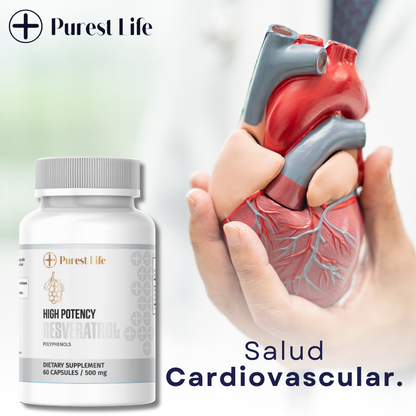 Purest Life
Purest Life
HIGH POTENCY
RESVERATROL
POLYPHENOLS
DIETARY SUPPLEMENT
60 CAPSULES / 500 mg
Salud
Cardiovascular.